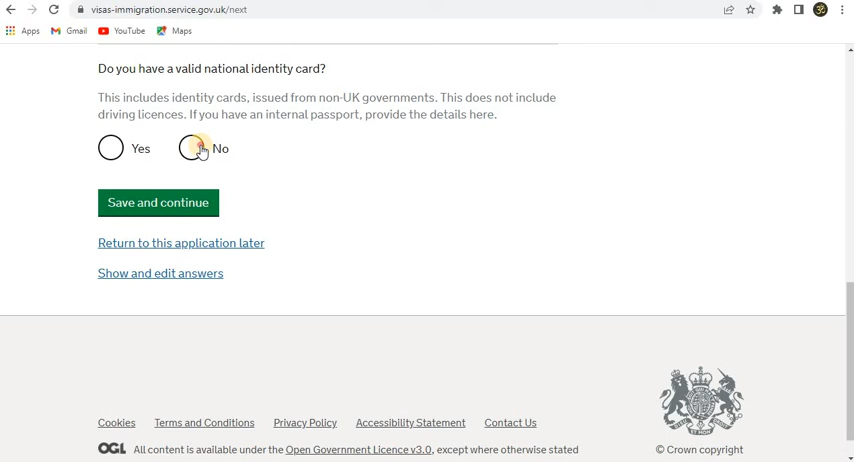 visas-immigration.service.gov.uk/next
Apps Gmail YouTube Maps
Do you have a valid national identity card?
This includes identity cards, issued from non-UK governments. This does not include
driving licences. If you have an internal passport, provide the details here.
Yes No
Save and continue
Return to this application later
Show and edit answers
Cookies Terms and Conditions Privacy Policy Accessibility Statement Contact Us
OGL All content is available under the Open Government Licence v3.0, except where otherwise stated © Crown copyright